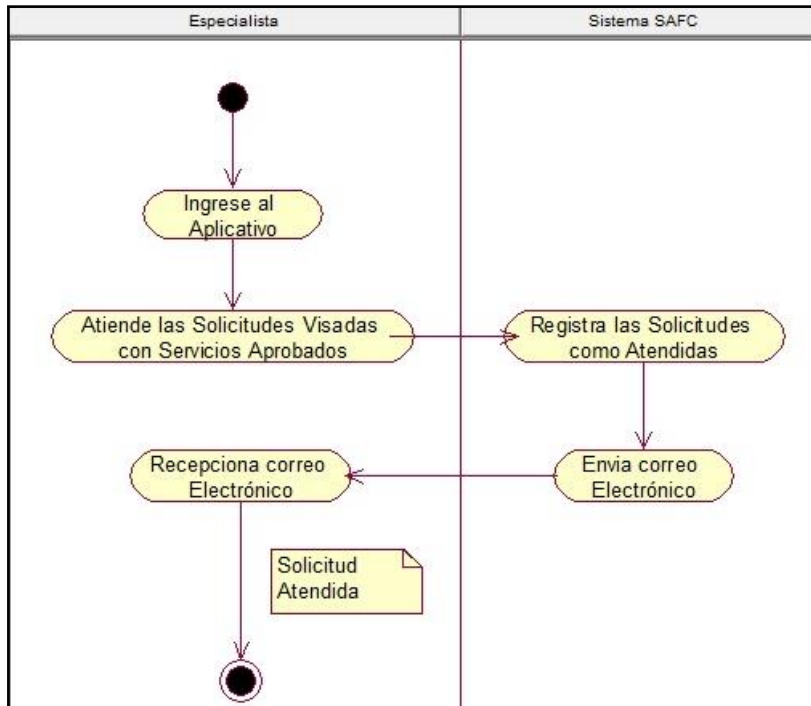 Especialista
Sistema SAFC
Ingrese al
Aplicativo
Atiende las Solicitudes Visadas
con Servicios Aprobados
Registra las Solicitudes
como Atendidas
Recepciona correo
Electrónico
Envia correo
Electrónico
Solicitud
Atendida